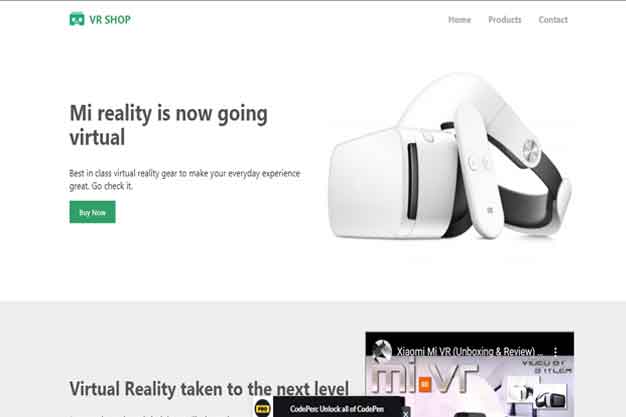 VR SHOP
Home Products Contact
Mi reality is now going
virtual
Best in class virtual reality gear to make your everyday experience
great. Go check it.
Buy Now
Xiaomi Mi VR (Unboxing & Review) ...
mi vr
VIDEO BY
Virtual Reality taken to the next level
PRO
CodePen: Unlock all of CodePen